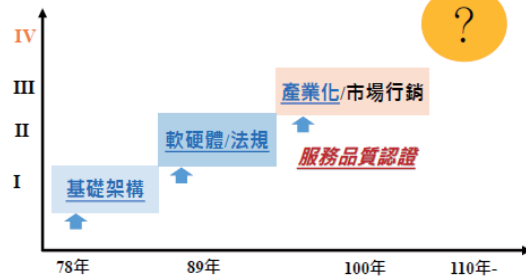 ?
IV
III
產業化/市場行銷
II
軟硬體/法規
服務品質認證
I
基礎架構
78年
89年
100年
110年-